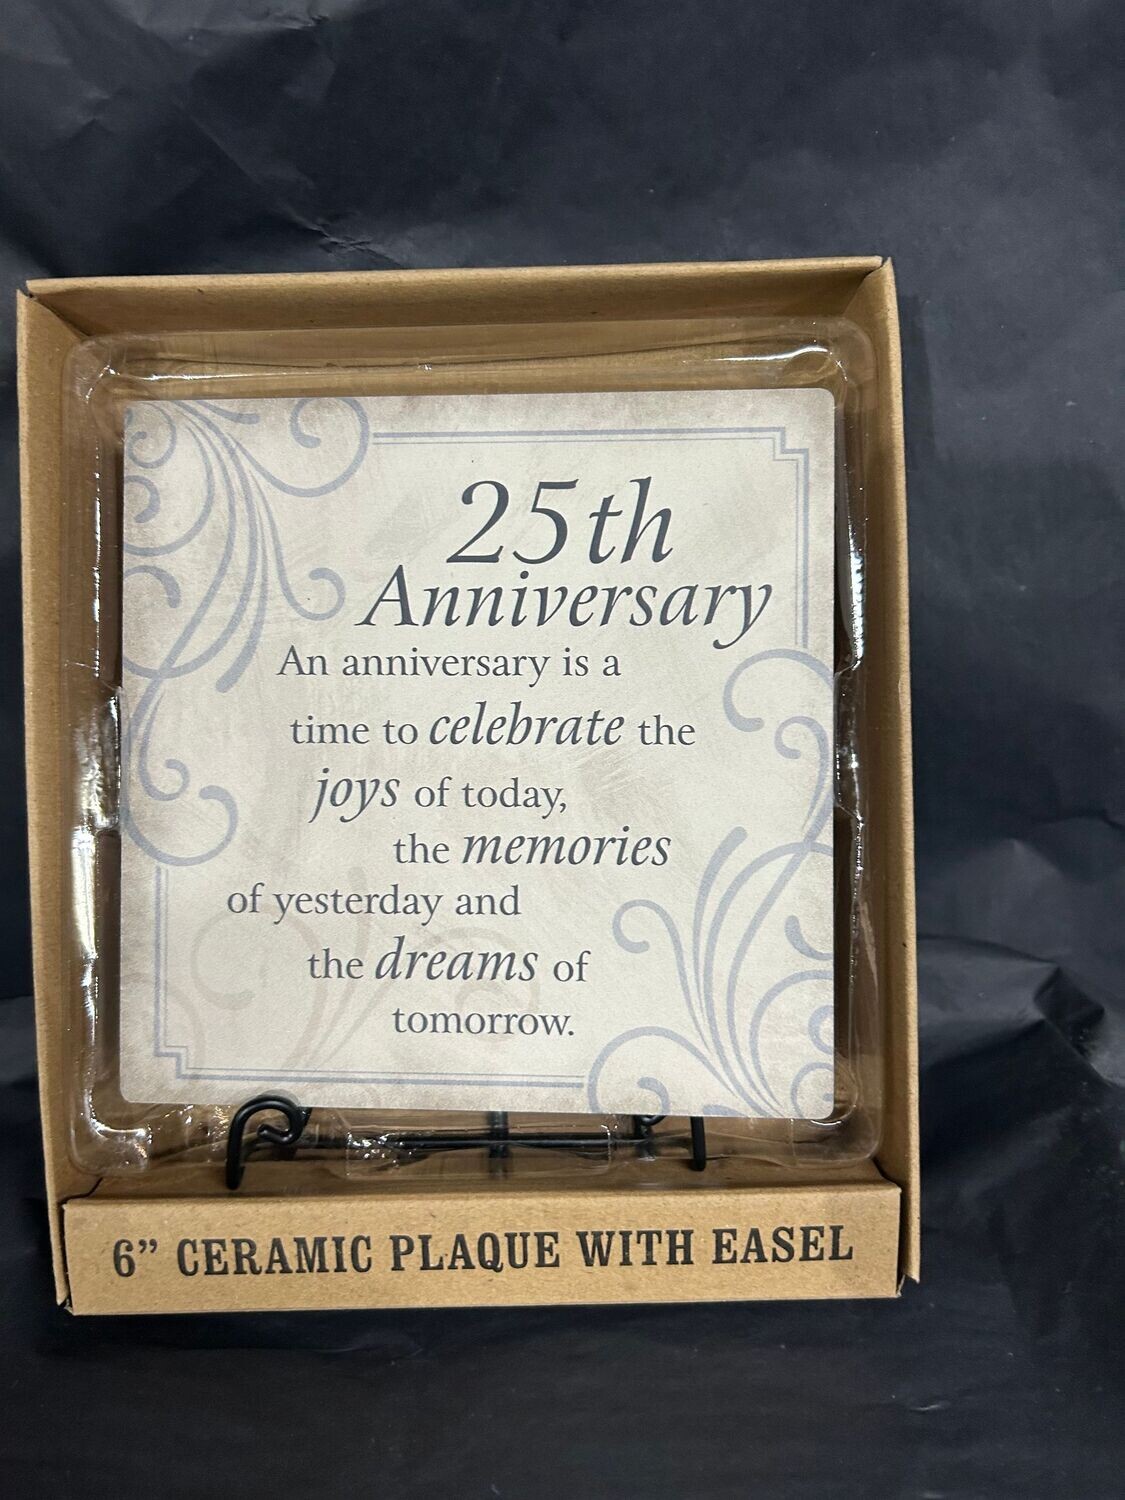 25th
Anniversary
An anniversary is a
time to celebrate the
joys of today,
the memories
of yesterday and
the dreams of
tomorrow.
6” CERAMIC PLAQUE WITH EASEL